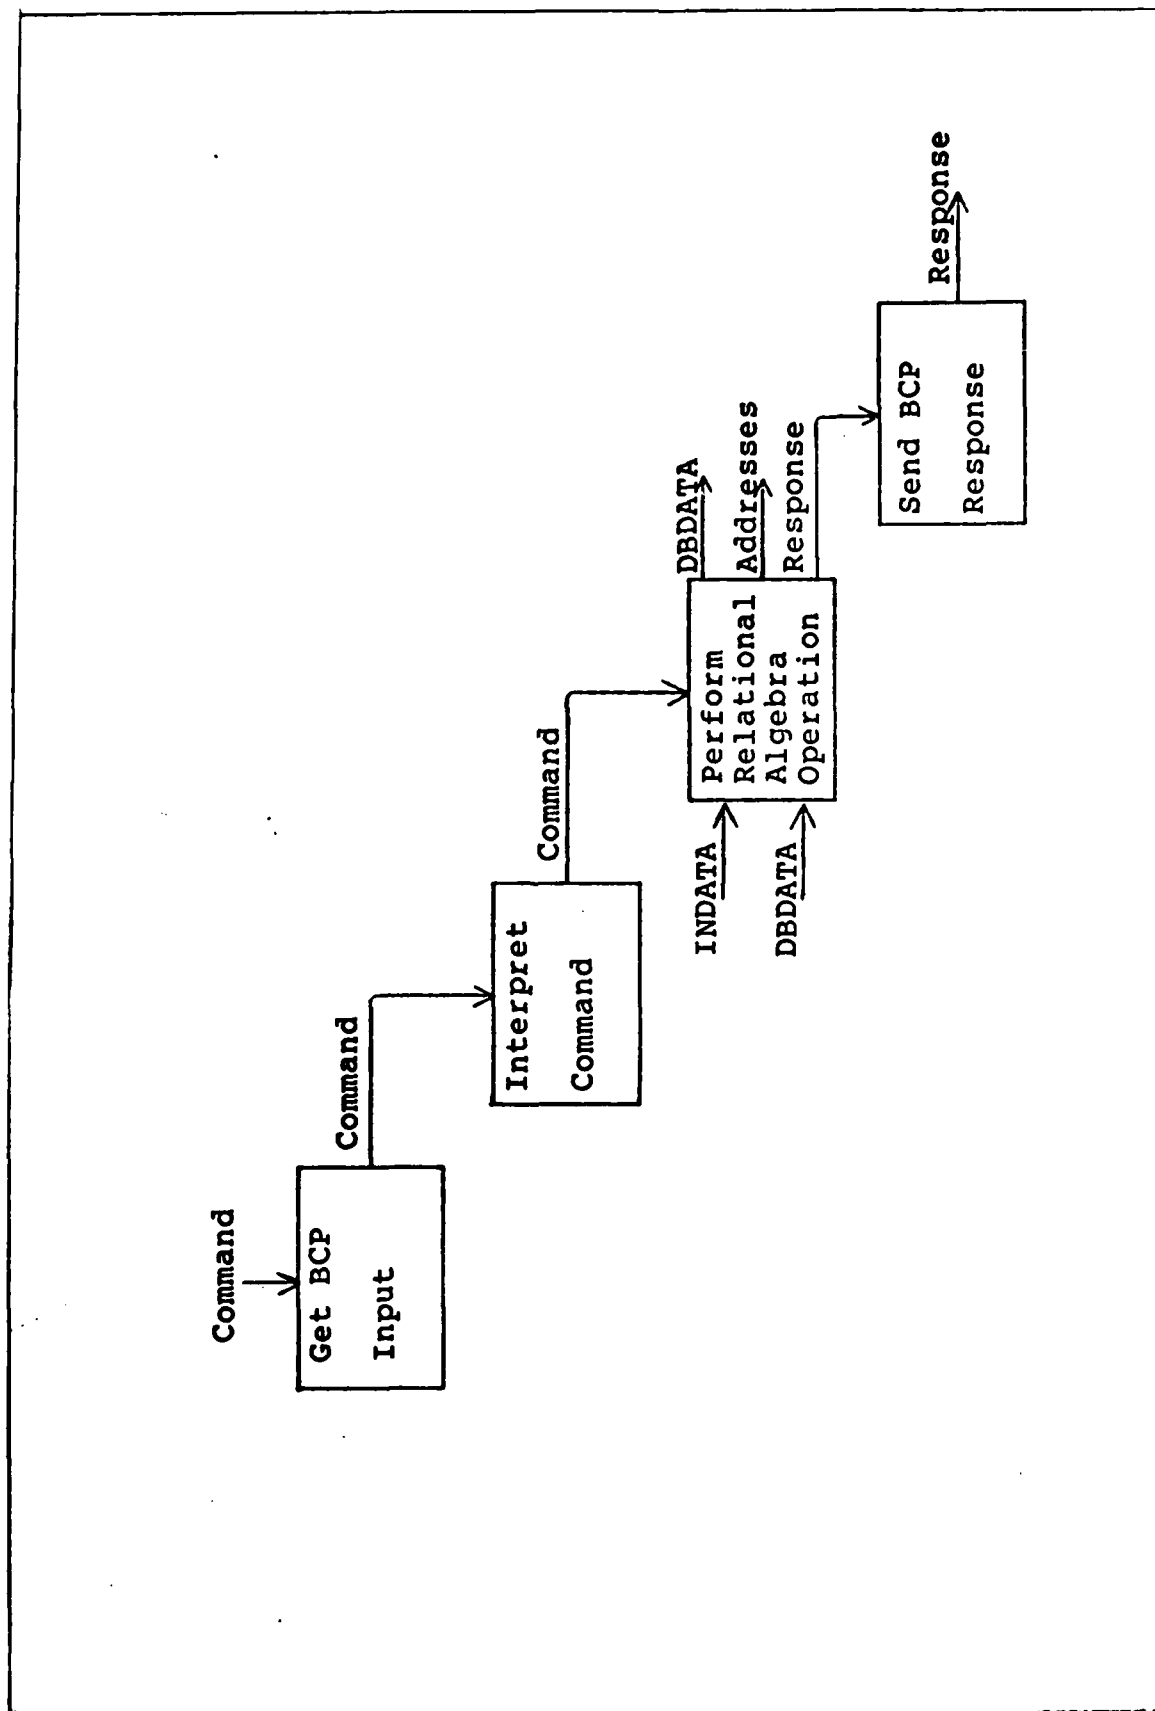 Command
Get BCP
Input
Command
Interpret
Command
Command
INDATA
DBDATA
Perform
Relational
Algebra
Operation
DBDATA
Addresses
Response
Send BCP
Response
Response